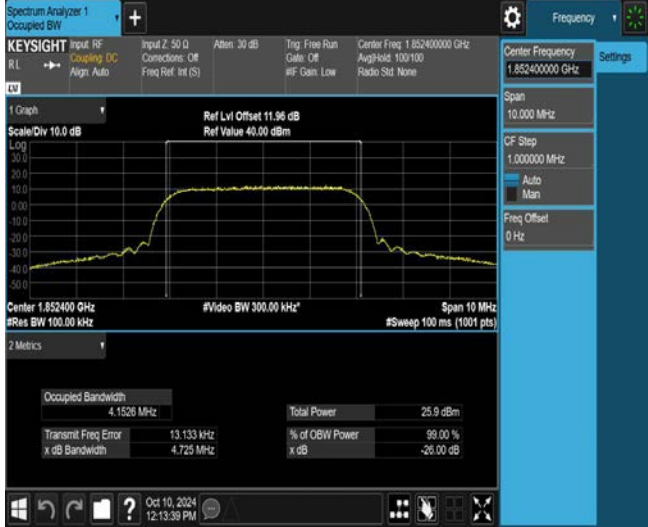 Spectrum Analyzer 1
Occupied BW
+
Frequency
KEYSIGHT
RL
Input: RF
Coupling: DC
Align: Auto
Input Z: 50 Ω
Corrections: Off
Freq Ref: Int (S)
Atten: 30 dB
Trig: Free Run
Gate: Off
#IF Gain: Low
Center Freq: 1.852400000 GHz
Avg|Hold: 100/100
Radio Std: None
LXI
Center Frequency
1.852400000 GHz
Settings
Span
10.000 MHz
CF Step
1.000000 MHz
Auto
Man
Freq Offset
0 Hz
1 Graph
Scale/Div 10.0 dB
Ref Lvl Offset 11.96 dB
Ref Value 40.00 dBm
Log
30.0
20.0
10.0
0.00
-10.0
-20.0
-30.0
-40.0
-50.0
Center 1.852400 GHz
#Video BW 300.00 kHz*
Span 10 MHz
#Res BW 100.00 kHz
#Sweep 100 ms (1001 pts)
2 Metrics
Occupied Bandwidth
4.1526 MHz
Total Power 25.9 dBm
Transmit Freq Error 13.133 kHz
% of OBW Power 99.00 %
x dB Bandwidth 4.725 MHz
x dB -26.00 dB
?
Oct 10, 2024
12:13:39 PM